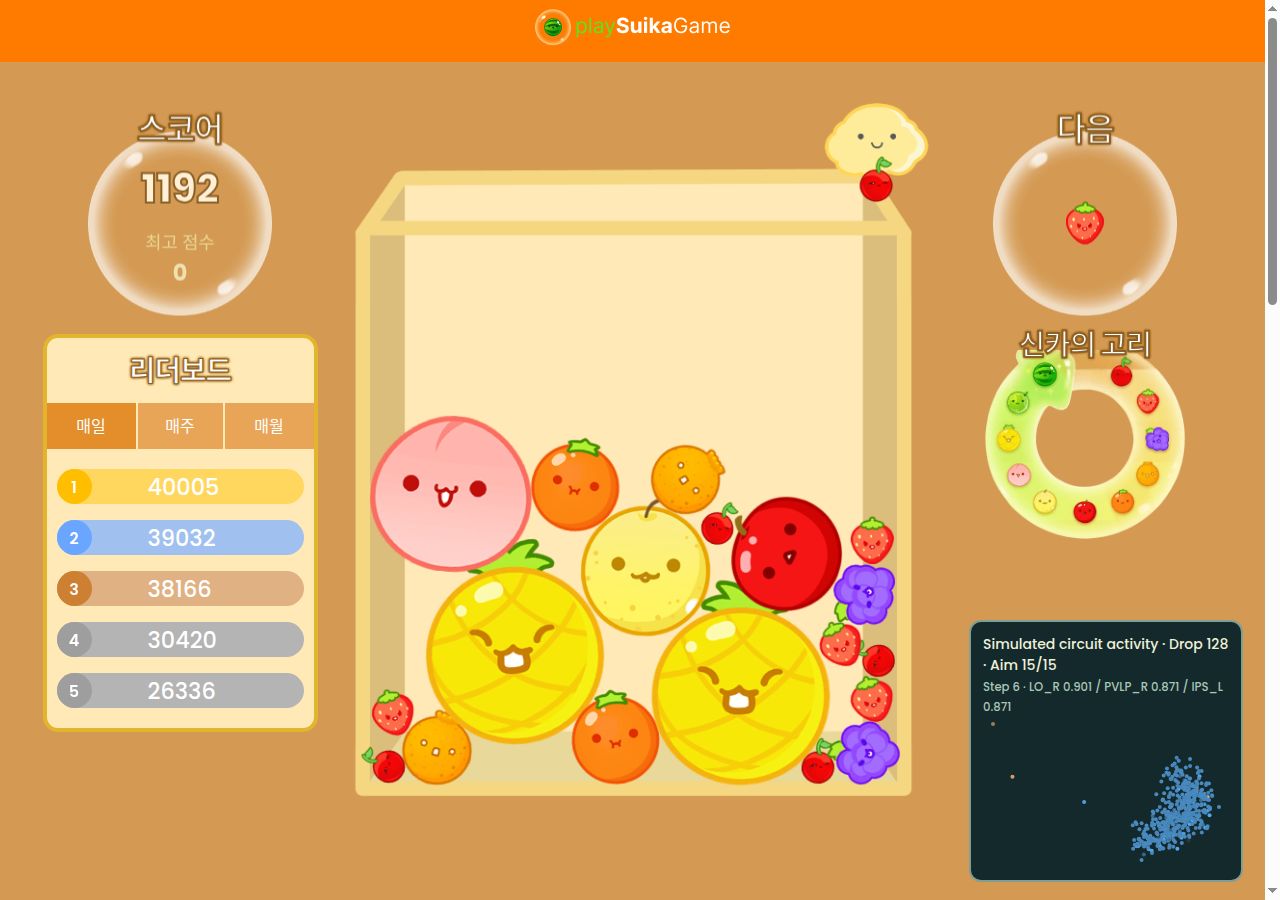 playSuikaGame
스코어
1192
최고 점수
0
리더보드
매일
매주
매월
1
40005
2
39032
3
38166
4
30420
5
26336
다음
신카의 고리
Simulated circuit activity · Drop 128
· Aim 15/15
Step 6 · LO_R 0.901 / PVLP_R 0.871 / IPS_L
0.871